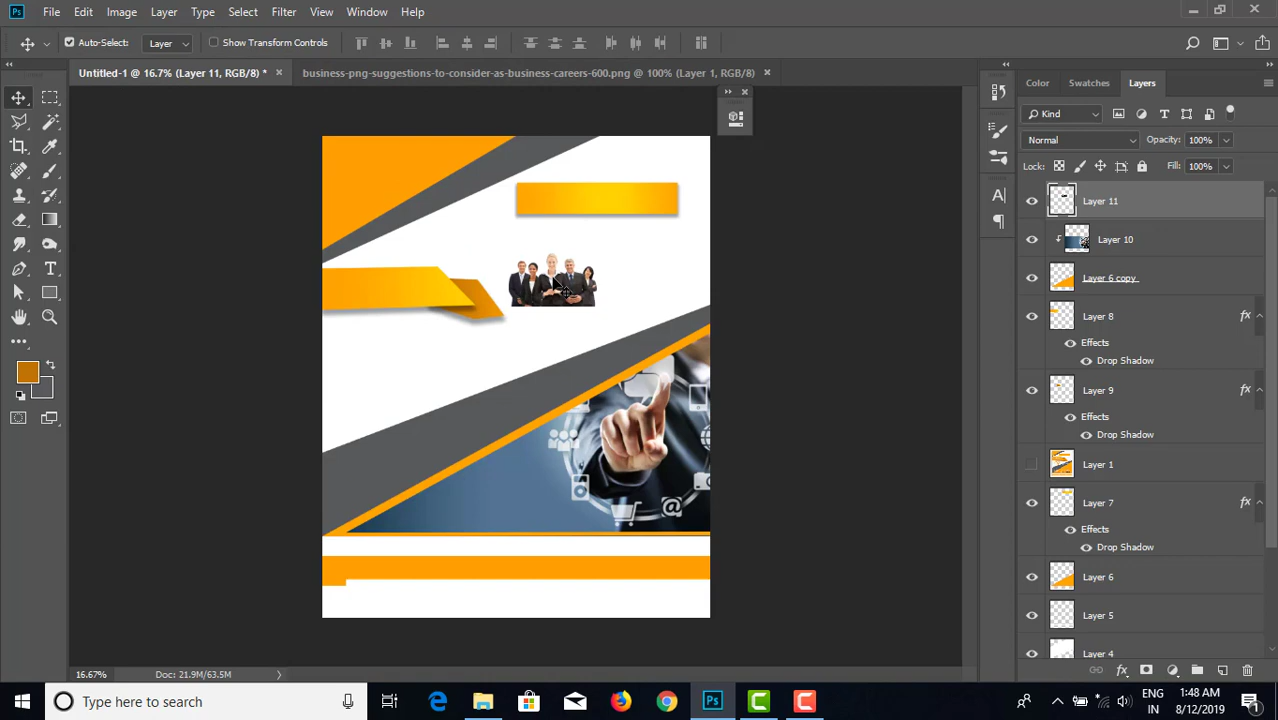 Ps File Edit Image Layer Type Select Filter View Window Help
Auto-Select: Layer Show Transform Controls
Untitled-1 @ 16.7% (Layer 11, RGB/8) * × business-png-suggestions-to-consider-as-business-careers-600.png @ 100% (Layer 1, RGB/8) ×
Color Swatches Layers
Kind
Normal Opacity: 100%
Lock: Fill: 100%
Layer 11
Layer 10
Layer 6 copy
Layer 8 fx
Effects
Drop Shadow
Layer 9 fx
Effects
Drop Shadow
Layer 1
Layer 7 fx
Effects
Drop Shadow
Layer 6
Layer 5
Layer 4
16.67% Doc: 21.9M/63.5M
Type here to search
ENG
IN
1:48 AM
8/12/2019